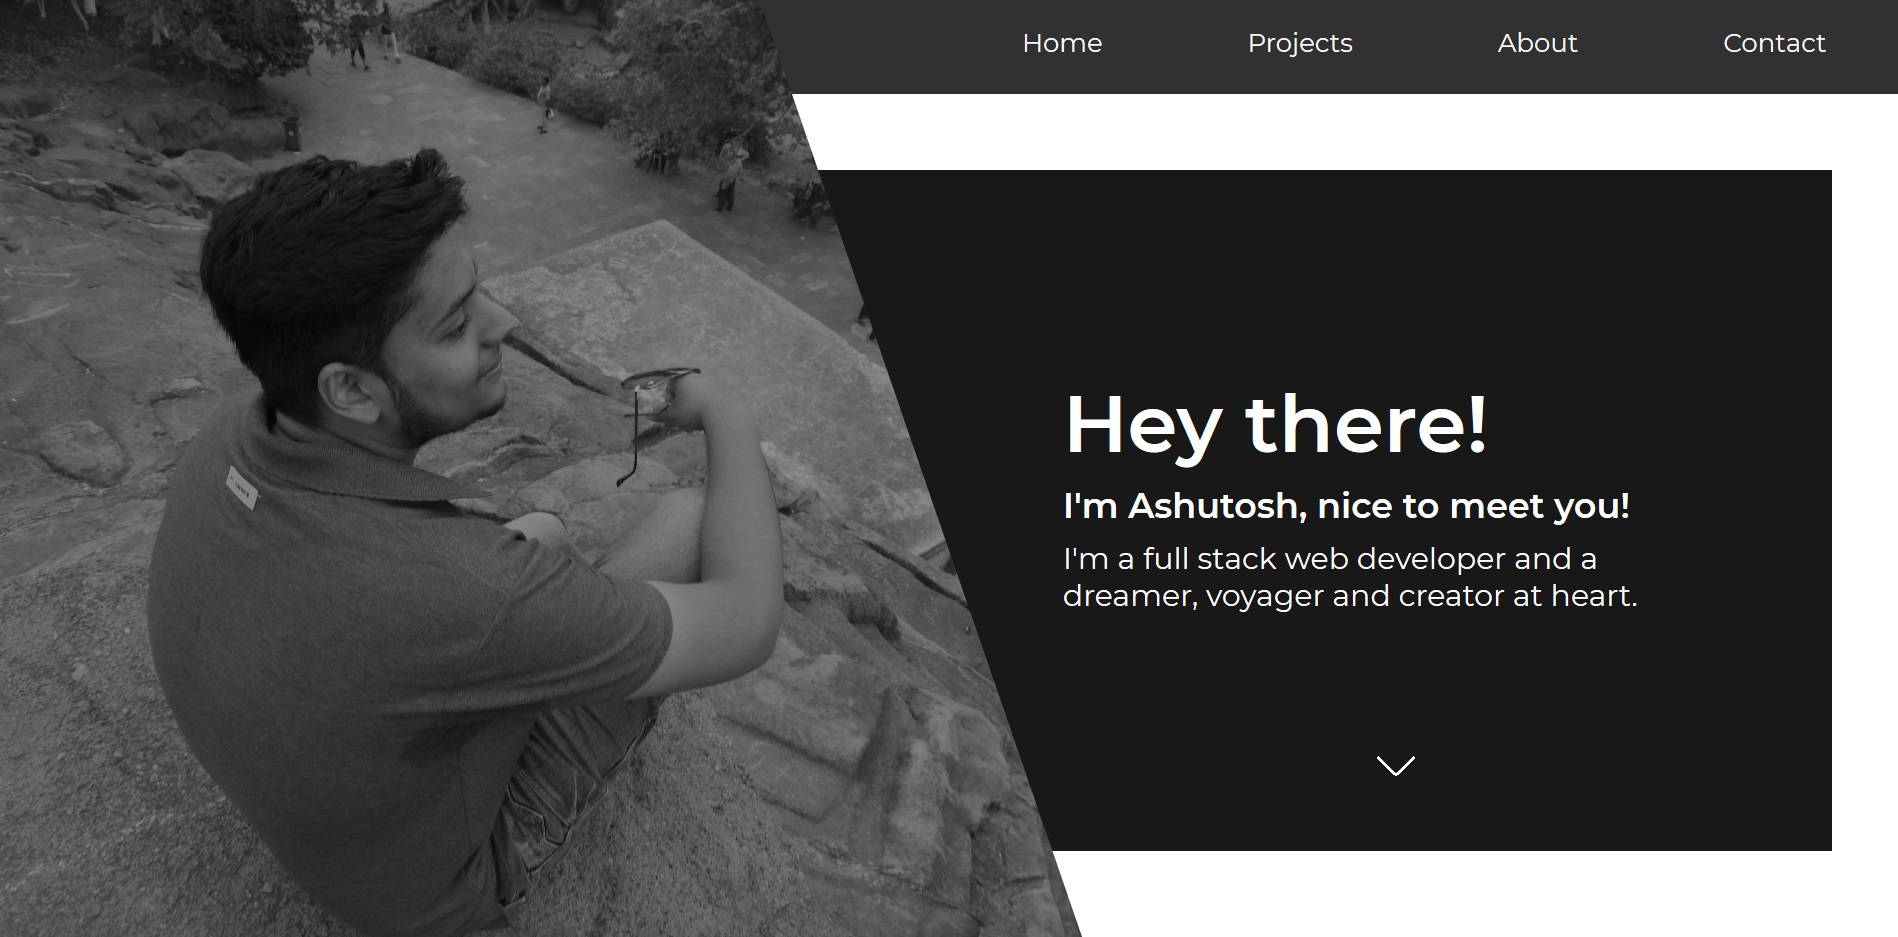 Home Projects About Contact
Hey there!
I'm Ashutosh, nice to meet you!
I'm a full stack web developer and a
dreamer, voyager and creator at heart.